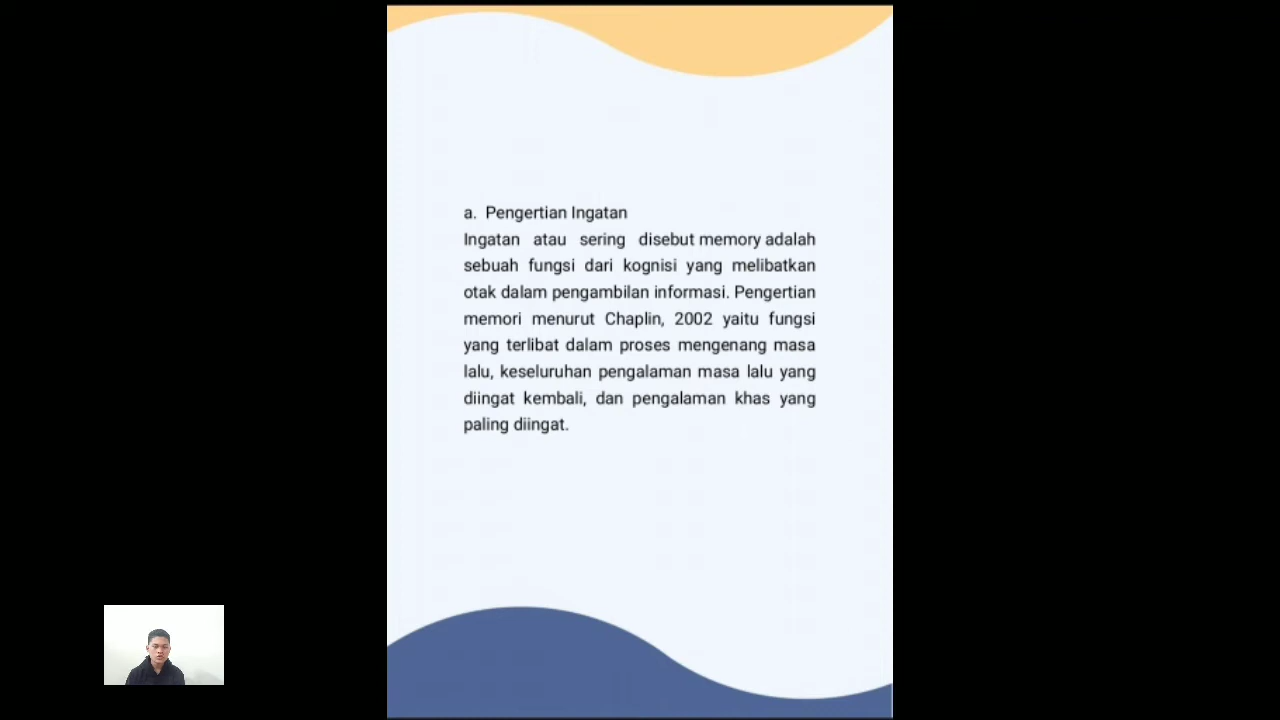 a. Pengertian Ingatan
Ingatan atau sering disebut memory adalah
sebuah fungsi dari kognisi yang melibatkan
otak dalam pengambilan informasi. Pengertian
memori menurut Chaplin, 2002 yaitu fungsi
yang terlibat dalam proses mengenang masa
lalu, keseluruhan pengalaman masa lalu yang
diingat kembali, dan pengalaman khas yang
paling diingat.